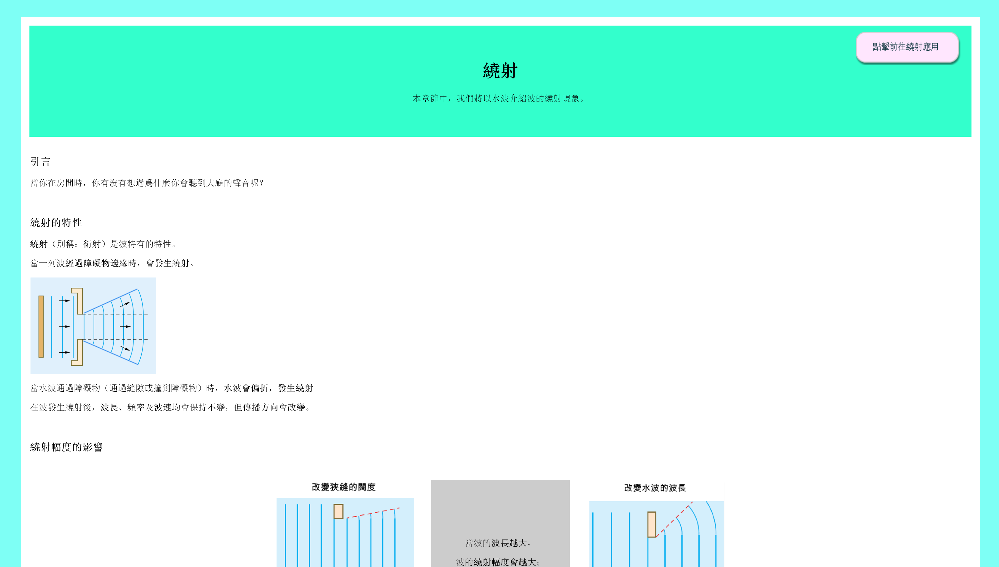 點擊前往繞射應用
繞射
本章節中，我們將以水波介紹波的繞射現象。
引言
當你在房間時，你有沒有想過爲什麽你會聽到大廳的聲音呢？
繞射的特性
繞射（別稱：衍射）是波特有的特性。
當一列波經過障礙物邊緣時，會發生繞射。
當水波通過障礙物（通過縫隙或撞到障礙物）時，水波會偏折，發生繞射
在波發生繞射後，波長、頻率及波速均會保持不變，但傳播方向會改變。
繞射幅度的影響
改變狹縫的闊度
改變水波的波長
當波的波長越大，
波的繞射幅度會越大；